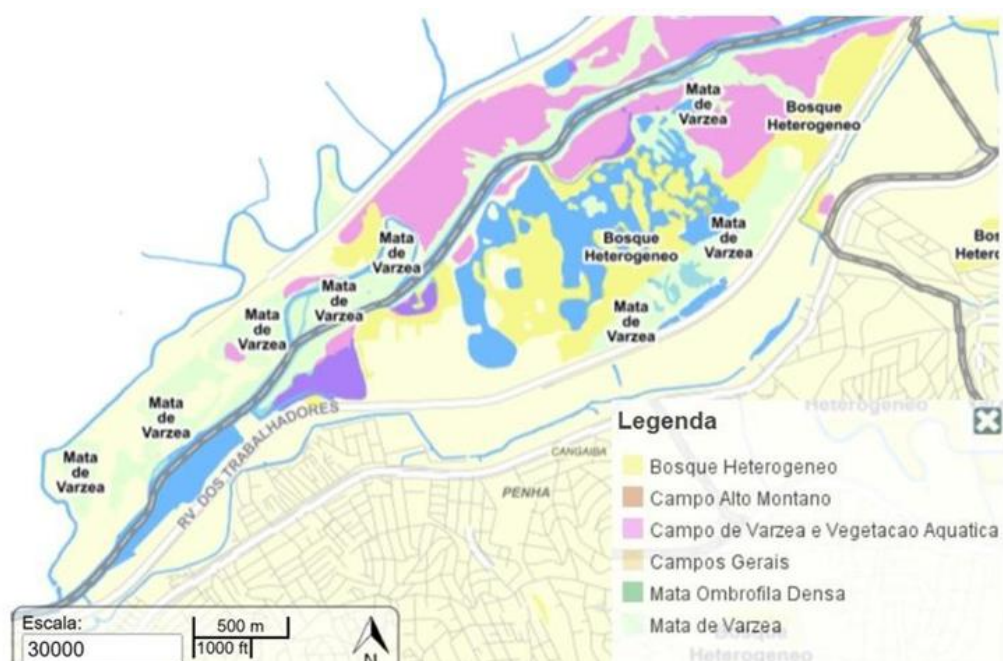 Mata
de
Varzea
Bosque
Heterogeneo
Mata
de
Varzea
Mata
de
Varzea
Bosque
Heterogeneo
Mata
de
Varzea
Mata
de
Varzea
Mata
de
Varzea
Mata
de
Varzea
Mata
de
Varzea
RV. DOS TRABALHADORES
CANGAIBA
PENHA
Heterogeneo
Legenda
Bosque Heterogeneo
Campo Alto Montano
Campo de Varzea e Vegetacao Aquatica
Campos Gerais
Mata Ombrofila Densa
Mata de Varzea
Bosque
Heterogeneo
Escala:
30000
500 m
1000 ft
N